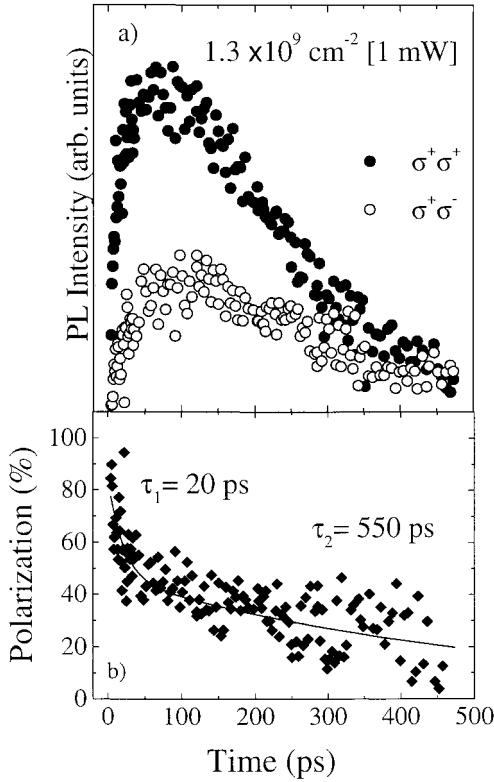 a)
1.3 x10⁹ cm⁻² [1 mW]
σ⁺σ⁺
σ⁺σ⁻
PL Intensity (arb. units)
100
80
60
40
20
0
τ₁= 20 ps
τ₂= 550 ps
Polarization (%)
b)
0 100 200 300 400 500
Time (ps)